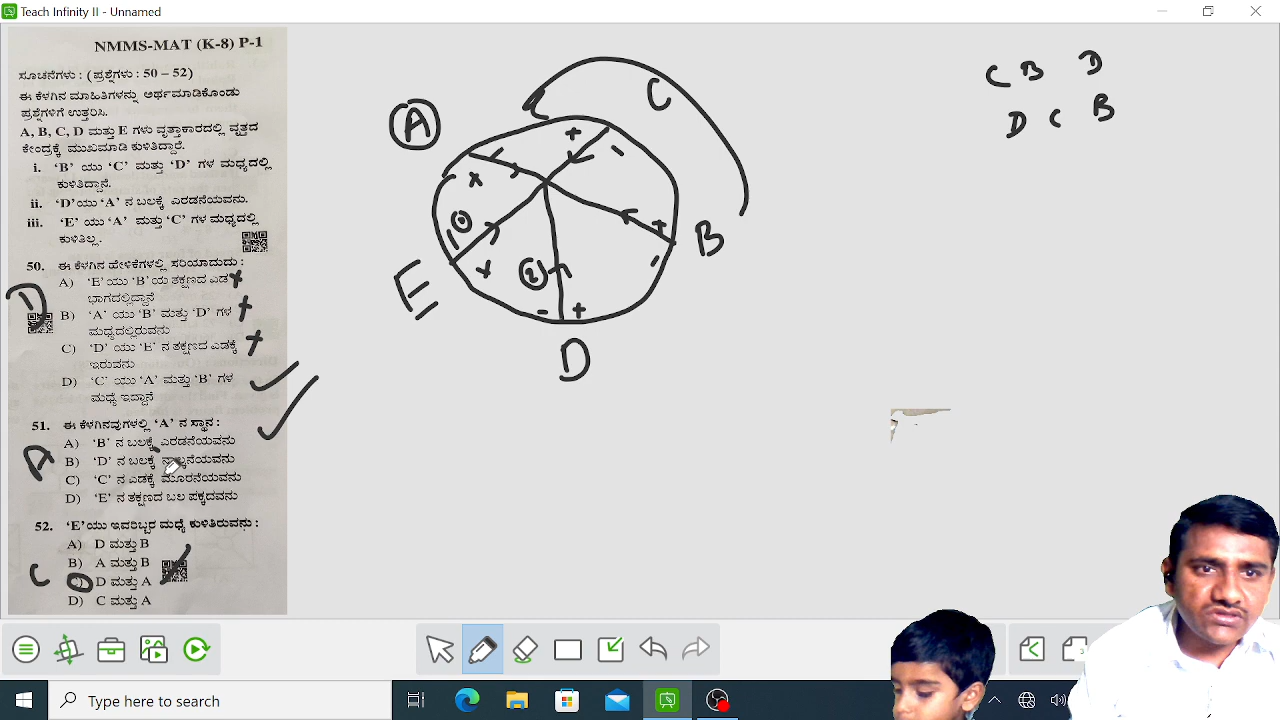 Teach Infinity II - Unnamed
NMMS-MAT (K-8) P-1
ಸೂಚನೆಗಳು : (ಪ್ರಶ್ನೆಗಳು : 50 – 52)
ಈ ಕೆಳಗಿನ ಮಾಹಿತಿಗಳನ್ನು ಅರ್ಥಮಾಡಿಕೊಂಡು
ಪ್ರಶ್ನೆಗಳಿಗೆ ಉತ್ತರಿಸಿ.
A, B, C, D ಮತ್ತು E ಗಳು ವೃತ್ತಾಕಾರದಲ್ಲಿ ವೃತ್ತದ
ಕೇಂದ್ರಕ್ಕೆ ಮುಖಮಾಡಿ ಕುಳಿತಿದ್ದಾರೆ.
i. ‘B’ ಯು ‘C’ ಮತ್ತು ‘D’ ಗಳ ಮಧ್ಯದಲ್ಲಿ
ಕುಳಿತಿದ್ದಾನೆ.
ii. ‘D’ಯು ‘A’ ನ ಬಲಕ್ಕೆ ಎರಡನೆಯವನು.
iii. ‘E’ ಯು ‘A’ ಮತ್ತು ‘C’ ಗಳ ಮಧ್ಯದಲ್ಲಿ
ಕುಳಿತಿಲ್ಲ.
50. ಈ ಕೆಳಗಿನ ಹೇಳಿಕೆಗಳಲ್ಲಿ ಸರಿಯಾದುದು :
A) ‘E’ ಯು ‘B’ಯ ತಕ್ಷಣದ ಎಡ
ಭಾಗದಲ್ಲಿದ್ದಾನೆ
B) ‘A’ ಯು ‘B’ ಮತ್ತು ‘D’ ಗಳ
ಮಧ್ಯದಲ್ಲಿರುವನು
C) ‘D’ ಯು ‘E’ ನ ತಕ್ಷಣದ ಎಡಕ್ಕೆ
ಇರುವನು
D) ‘C’ ಯು ‘A’ ಮತ್ತು ‘B’ ಗಳ
ಮಧ್ಯೆ ಇದ್ದಾನೆ
D
51. ಈ ಕೆಳಗಿನವುಗಳಲ್ಲಿ ‘A’ ನ ಸ್ಥಾನ :
A) ‘B’ ನ ಬಲಕ್ಕೆ ಎರಡನೆಯವನು
B) ‘D’ ನ ಬಲಕ್ಕೆ
C) ‘C’ ನ ಎಡಕ್ಕೆ ಮೂರನೆಯವನು
D) ‘E’ ನ ತಕ್ಷಣದ ಬಲ ಪಕ್ಕದವನು
A
52. ‘E’ಯು ಇವರಿಬ್ಬರ ಮಧ್ಯೆ ಕುಳಿತಿರುವನು :
A) D ಮತ್ತು B
B) A ಮತ್ತು B
D ಮತ್ತು A
D) C ಮತ್ತು A
C
A
C
B
D
E
1
2
C B D
D C B
3
Type here to search